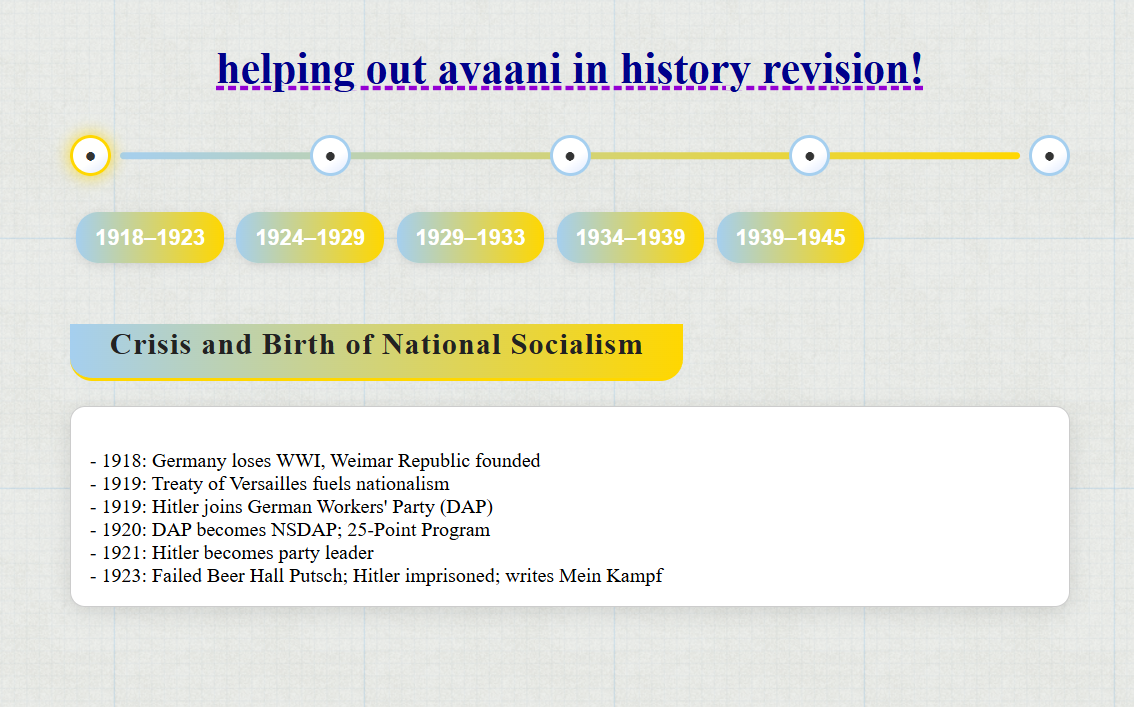 helping out avaani in history revision!
1918–1923 1924–1929 1929–1933 1934–1939 1939–1945
Crisis and Birth of National Socialism
- 1918: Germany loses WWI, Weimar Republic founded
- 1919: Treaty of Versailles fuels nationalism
- 1919: Hitler joins German Workers' Party (DAP)
- 1920: DAP becomes NSDAP; 25-Point Program
- 1921: Hitler becomes party leader
- 1923: Failed Beer Hall Putsch; Hitler imprisoned; writes Mein Kampf